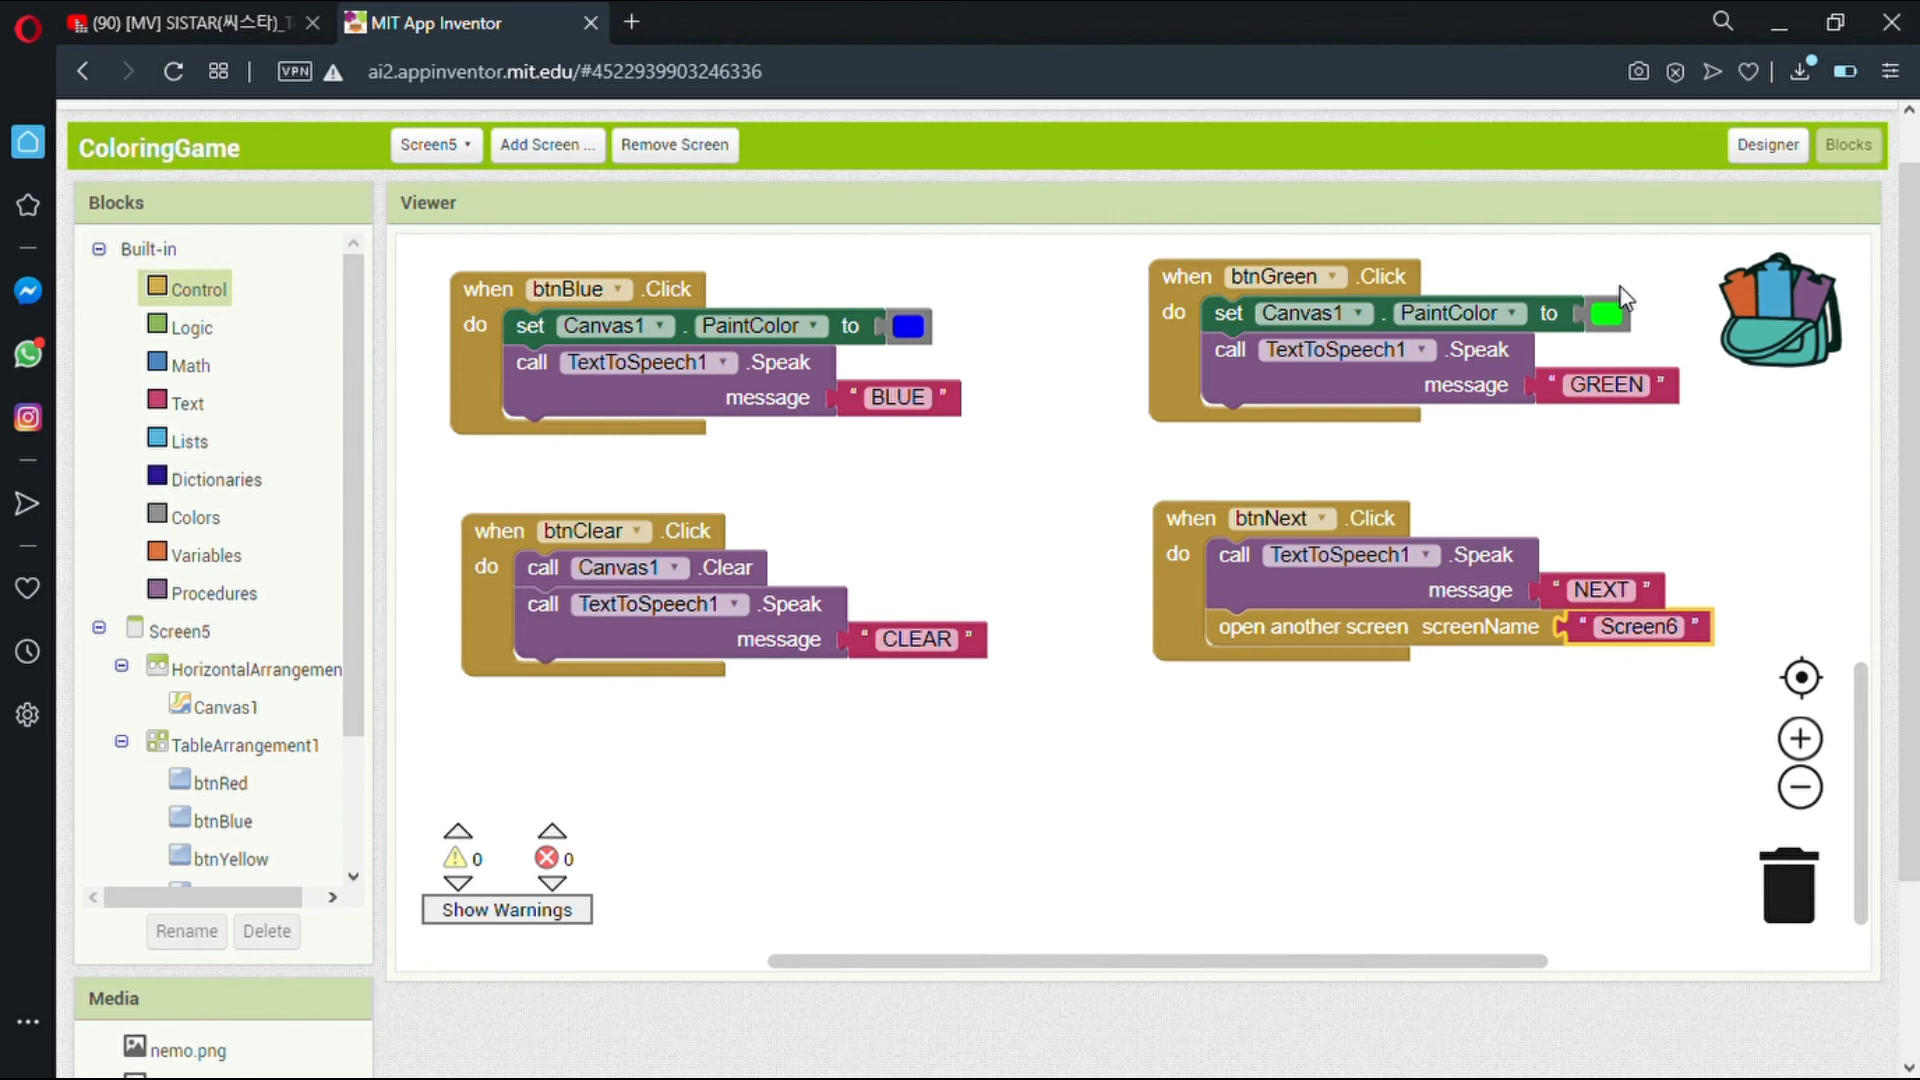 (90) [MV] SISTAR(씨스타)_T
MIT App Inventor
VPN
ai2.appinventor.mit.edu/#4522939903246336
ColoringGame
Screen5
Add Screen ...
Remove Screen
Designer
Blocks
Blocks
Built-in
Control
Logic
Math
Text
Lists
Dictionaries
Colors
Variables
Procedures
Screen5
HorizontalArrangemen
Canvas1
TableArrangement1
btnRed
btnBlue
btnYellow
Rename
Delete
Media
nemo.png
Viewer
when btnBlue .Click
do set Canvas1 . PaintColor to
call TextToSpeech1 .Speak
message “ BLUE ”
when btnGreen .Click
do set Canvas1 . PaintColor to
call TextToSpeech1 .Speak
message “ GREEN ”
when btnClear .Click
do call Canvas1 .Clear
call TextToSpeech1 .Speak
message “ CLEAR ”
when btnNext .Click
do call TextToSpeech1 .Speak
message “ NEXT ”
open another screen screenName “ Screen6 ”
0
0
Show Warnings